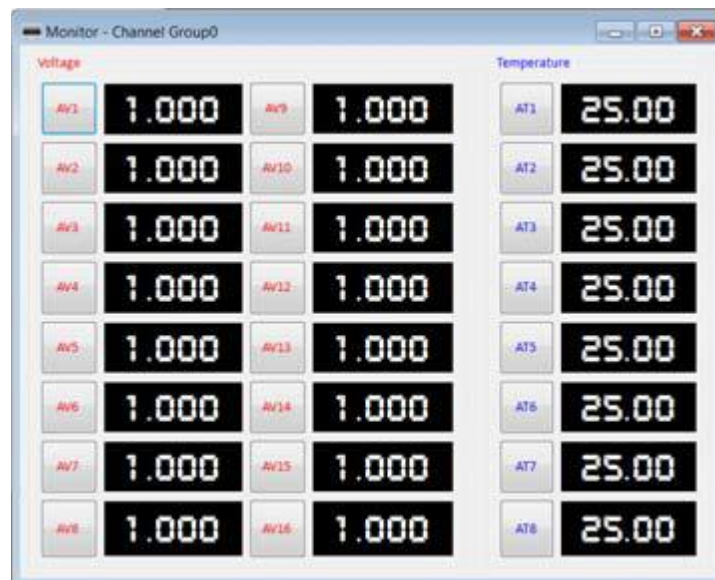 Monitor - Channel Group0
Voltage Temperature
AV1 1.000 AV9 1.000 AT1 25.00
AV2 1.000 AV10 1.000 AT2 25.00
AV3 1.000 AV11 1.000 AT3 25.00
AV4 1.000 AV12 1.000 AT4 25.00
AV5 1.000 AV13 1.000 AT5 25.00
AV6 1.000 AV14 1.000 AT6 25.00
AV7 1.000 AV15 1.000 AT7 25.00
AV8 1.000 AV16 1.000 AT8 25.00